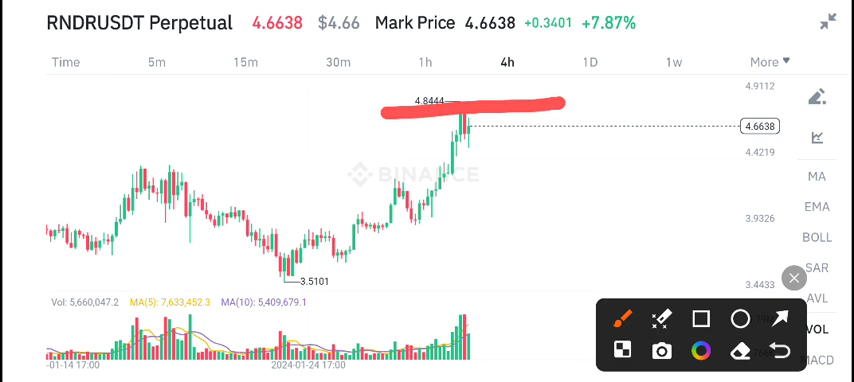 RNDRUSDT Perpetual 4.6638 $4.66 Mark Price 4.6638 +0.3401 +7.87%
Time 5m 15m 30m 1h 4h 1D 1w More
4.9112
4.8444
4.6638
4.4219
BINANCE
MA
EMA
3.9326
BOLL
SAR
3.5101
3.4433
AVL
Vol: 5,660,047.2 MA(5): 7,633,452.3 MA(10): 5,409,679.1
VOL
MACD
-01-14 17:00 2024-01-24 17:00